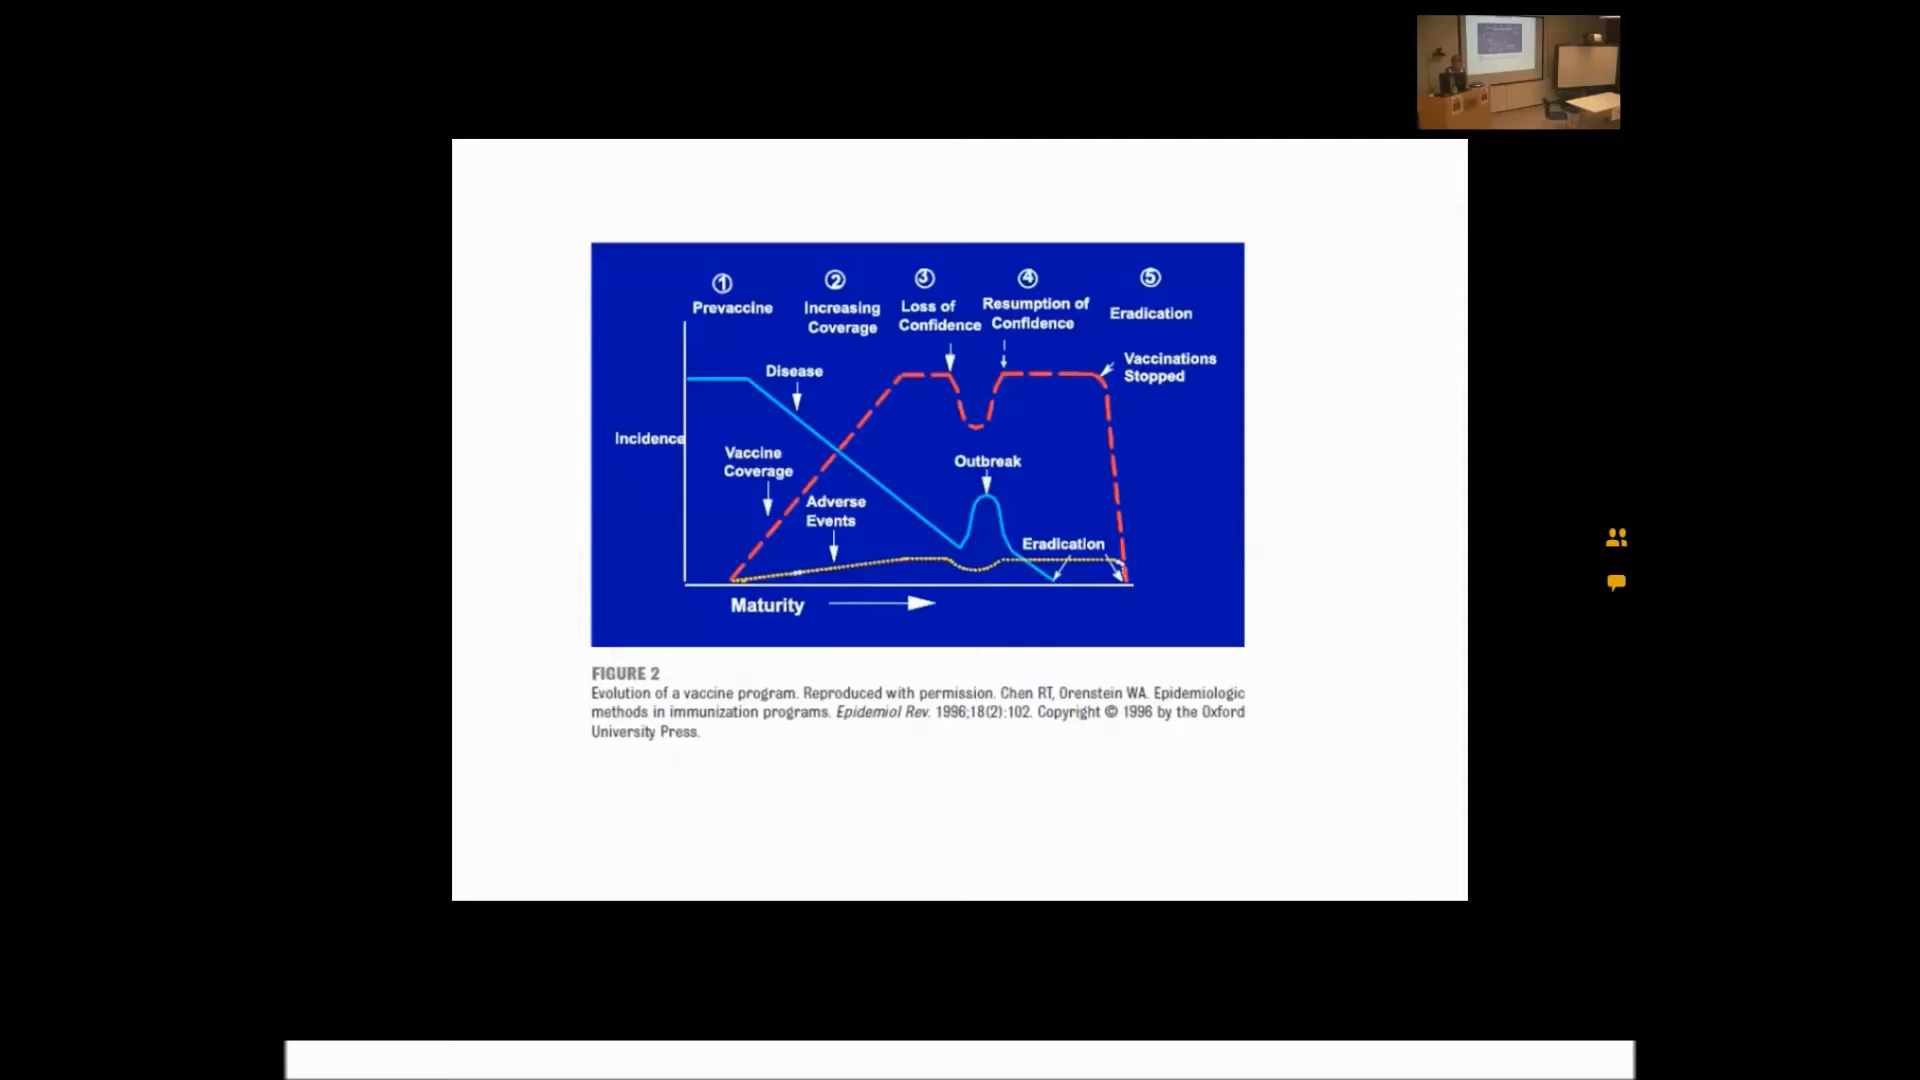 ① ② ③ ④ ⑤
Prevaccine
Increasing
Coverage
Loss of
Confidence
Resumption of
Confidence
Eradication
Disease
Vaccinations
Stopped
Incidence
Vaccine
Coverage
Outbreak
Adverse
Events
Eradication
Maturity
FIGURE 2
Evolution of a vaccine program. Reproduced with permission. Chen RT, Orenstein WA. Epidemiologic
methods in immunization programs. Epidemiol Rev. 1996;18(2):102. Copyright © 1996 by the Oxford
University Press.